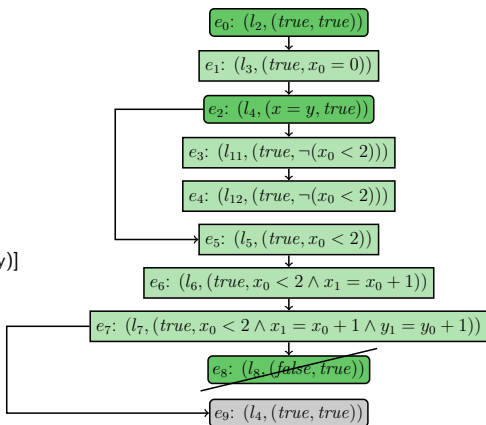 e₀: (l₂, (true, true))
e₁: (l₃, (true, x₀ = 0))
e₂: (l₄, (x = y, true))
e₃: (l₁₁, (true, ¬(x₀ < 2)))
e₄: (l₁₂, (true, ¬(x₀ < 2)))
e₅: (l₅, (true, x₀ < 2))
y)]
e₆: (l₆, (true, x₀ < 2 ∧ x₁ = x₀ + 1))
e₇: (l₇, (true, x₀ < 2 ∧ x₁ = x₀ + 1 ∧ y₁ = y₀ + 1))
e₈: (l₈, (false, true))
e₉: (l₄, (true, true))